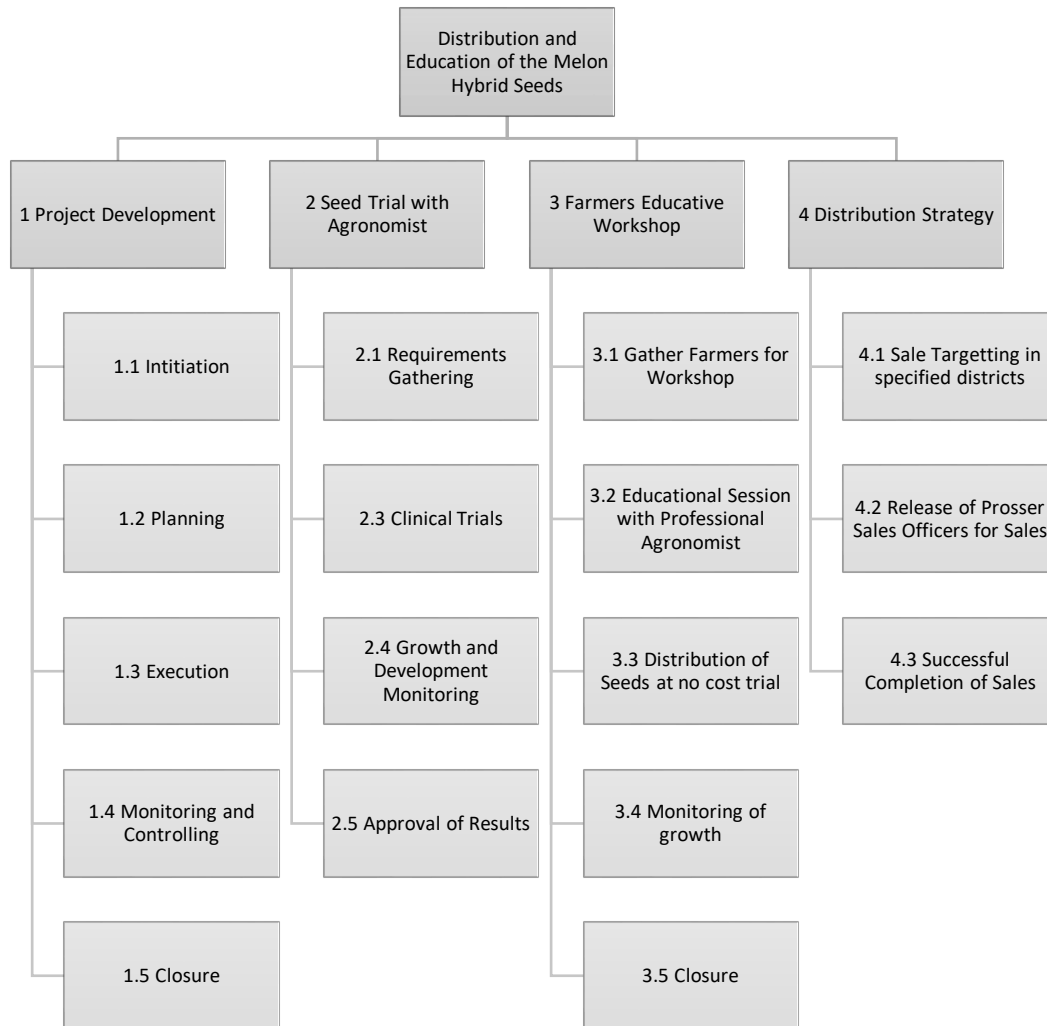 Distribution and
Education of the Melon
Hybrid Seeds
1 Project Development
2 Seed Trial with
Agronomist
3 Farmers Educative
Workshop
4 Distribution Strategy
1.1 Intitiation
1.2 Planning
1.3 Execution
1.4 Monitoring and
Controlling
1.5 Closure
2.1 Requirements
Gathering
2.3 Clinical Trials
2.4 Growth and
Development
Monitoring
2.5 Approval of Results
3.1 Gather Farmers for
Workshop
3.2 Educational Session
with Professional
Agronomist
3.3 Distribution of
Seeds at no cost trial
3.4 Monitoring of
growth
3.5 Closure
4.1 Sale Targetting in
specified districts
4.2 Release of Prosser
Sales Officers for Sales
4.3 Successful
Completion of Sales